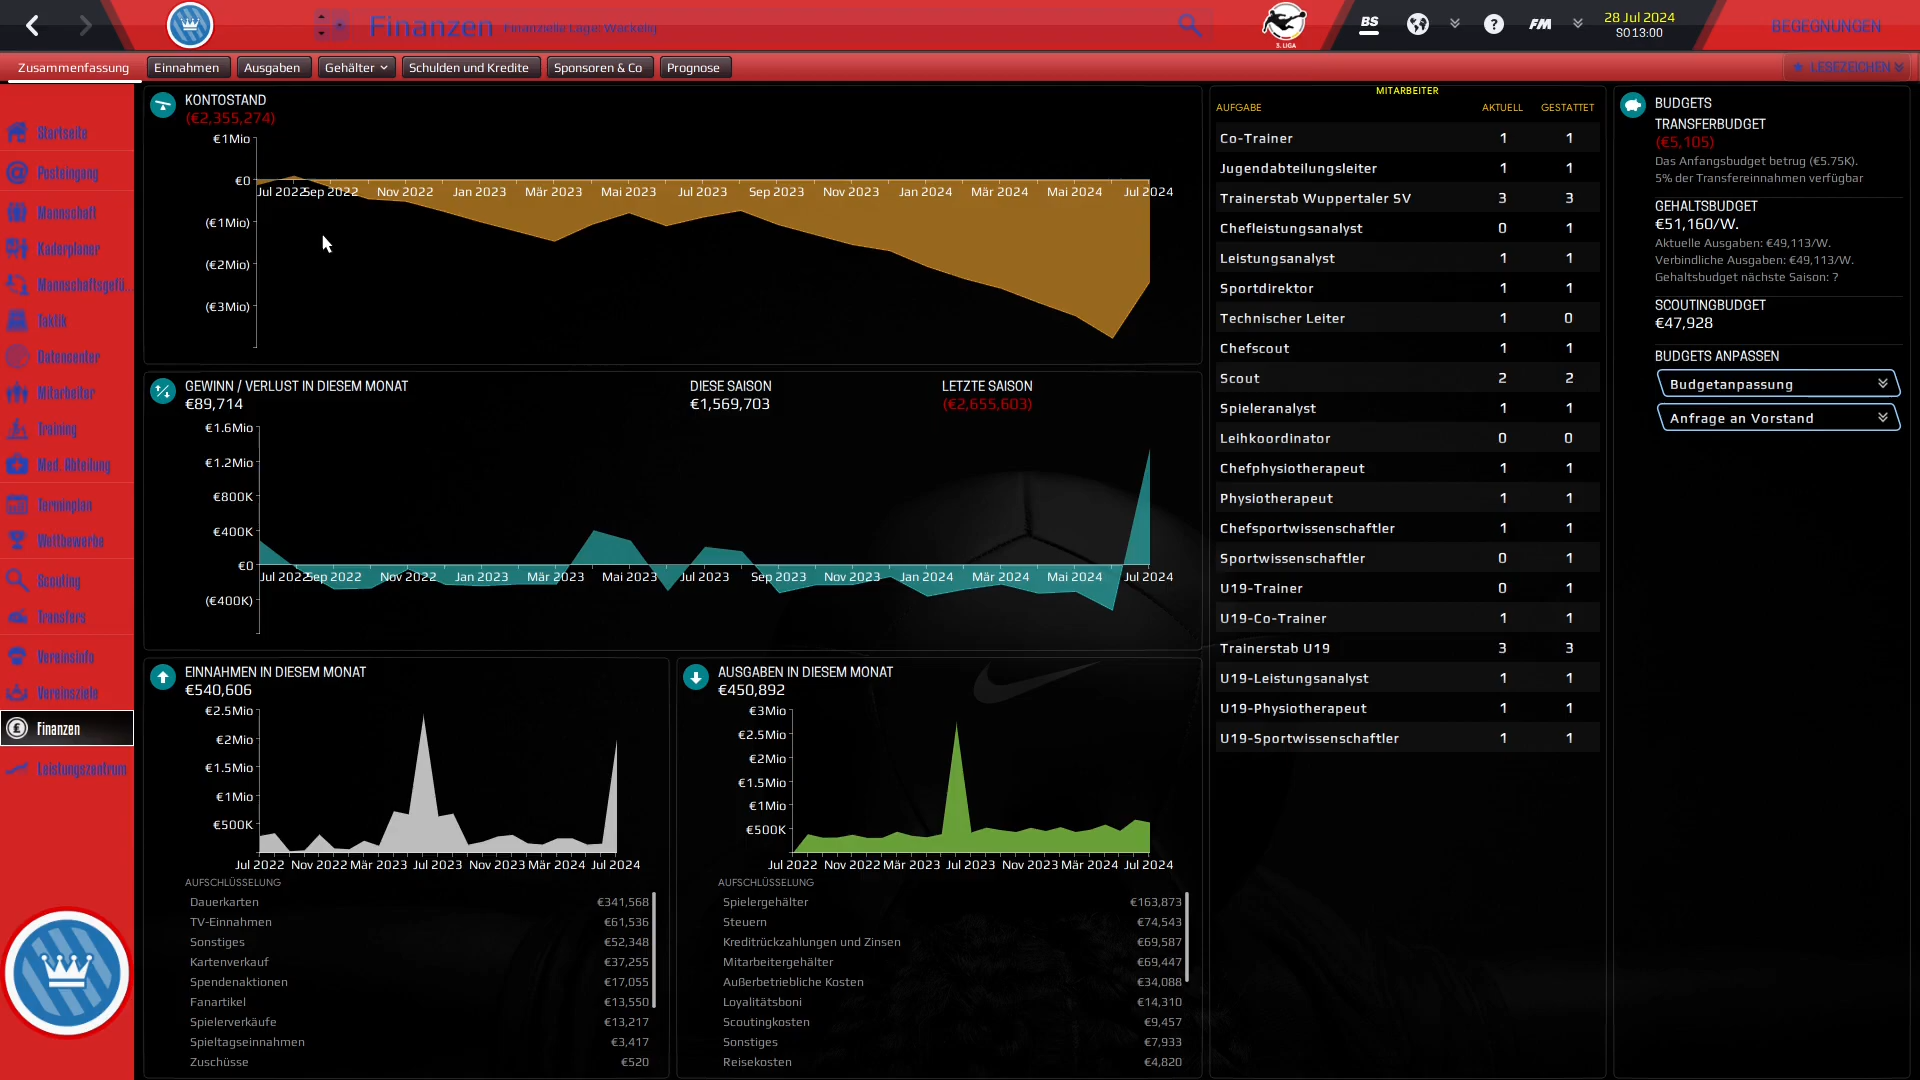 Finanzen Finanzielle Lage: Wackelig
3. LIGA
BS
FM
28 Jul 2024
SO 13:00
BEGEGNUNGEN
Zusammenfassung Einnahmen Ausgaben Gehälter Schulden und Kredite Sponsoren & Co Prognose
LESEZEICHEN
Startseite
Posteingang
Mannschaft
Kaderplaner
Mannschaftsgefü...
Taktik
Datencenter
Mitarbeiter
Training
Med. Abteilung
Terminplan
Wettbewerbe
Scouting
Transfers
Vereinsinfo
Vereinsziele
Finanzen
Leistungszentrum
KONTOSTAND
(€2,355,274)
€1Mio
€0
(€1Mio)
(€2Mio)
(€3Mio)
Jul 2022 Sep 2022 Nov 2022 Jan 2023 Mär 2023 Mai 2023 Jul 2023 Sep 2023 Nov 2023 Jan 2024 Mär 2024 Mai 2024 Jul 2024
GEWINN / VERLUST IN DIESEM MONAT
€89,714
DIESE SAISON
€1,569,703
LETZTE SAISON
(€2,655,603)
€1.6Mio
€1.2Mio
€800K
€400K
€0
(€400K)
Jul 2022 Sep 2022 Nov 2022 Jan 2023 Mär 2023 Mai 2023 Jul 2023 Sep 2023 Nov 2023 Jan 2024 Mär 2024 Mai 2024 Jul 2024
EINNAHMEN IN DIESEM MONAT
€540,606
€2.5Mio
€2Mio
€1.5Mio
€1Mio
€500K
Jul 2022 Nov 2022 Mär 2023 Jul 2023 Nov 2023 Mär 2024 Jul 2024
AUFSCHLÜSSELUNG
Dauerkarten €341,568
TV-Einnahmen €61,536
Sonstiges €52,348
Kartenverkauf €37,255
Spendenaktionen €17,055
Fanartikel €13,550
Spielerverkäufe €13,217
Spieltagseinnahmen €3,417
Zuschüsse €520
AUSGABEN IN DIESEM MONAT
€450,892
€3Mio
€2.5Mio
€2Mio
€1.5Mio
€1Mio
€500K
Jul 2022 Nov 2022 Mär 2023 Jul 2023 Nov 2023 Mär 2024 Jul 2024
AUFSCHLÜSSELUNG
Spielergehälter €163,873
Steuern €74,543
Kreditrückzahlungen und Zinsen €69,587
Mitarbeitergehälter €69,447
Außerbetriebliche Kosten €34,088
Loyalitätsboni €14,310
Scoutingkosten €9,457
Sonstiges €7,933
Reisekosten €4,820
MITARBEITER
AUFGABE AKTUELL GESTATTET
Co-Trainer 1 1
Jugendabteilungsleiter 1 1
Trainerstab Wuppertaler SV 3 3
Chefleistungsanalyst 0 1
Leistungsanalyst 1 1
Sportdirektor 1 1
Technischer Leiter 1 0
Chefscout 1 1
Scout 2 2
Spieleranalyst 1 1
Leihkoordinator 0 0
Chefphysiotherapeut 1 1
Physiotherapeut 1 1
Chefsportwissenschaftler 1 1
Sportwissenschaftler 0 1
U19-Trainer 0 1
U19-Co-Trainer 1 1
Trainerstab U19 3 3
U19-Leistungsanalyst 1 1
U19-Physiotherapeut 1 1
U19-Sportwissenschaftler 1 1
BUDGETS
TRANSFERBUDGET
(€5,105)
Das Anfangsbudget betrug (€5.75K).
5% der Transfereinnahmen verfügbar
GEHALTSBUDGET
€51,160/W.
Aktuelle Ausgaben: €49,113/W.
Verbindliche Ausgaben: €49,113/W.
Gehaltsbudget nächste Saison: ?
SCOUTINGBUDGET
€47,928
BUDGETS ANPASSEN
Budgetanpassung
Anfrage an Vorstand